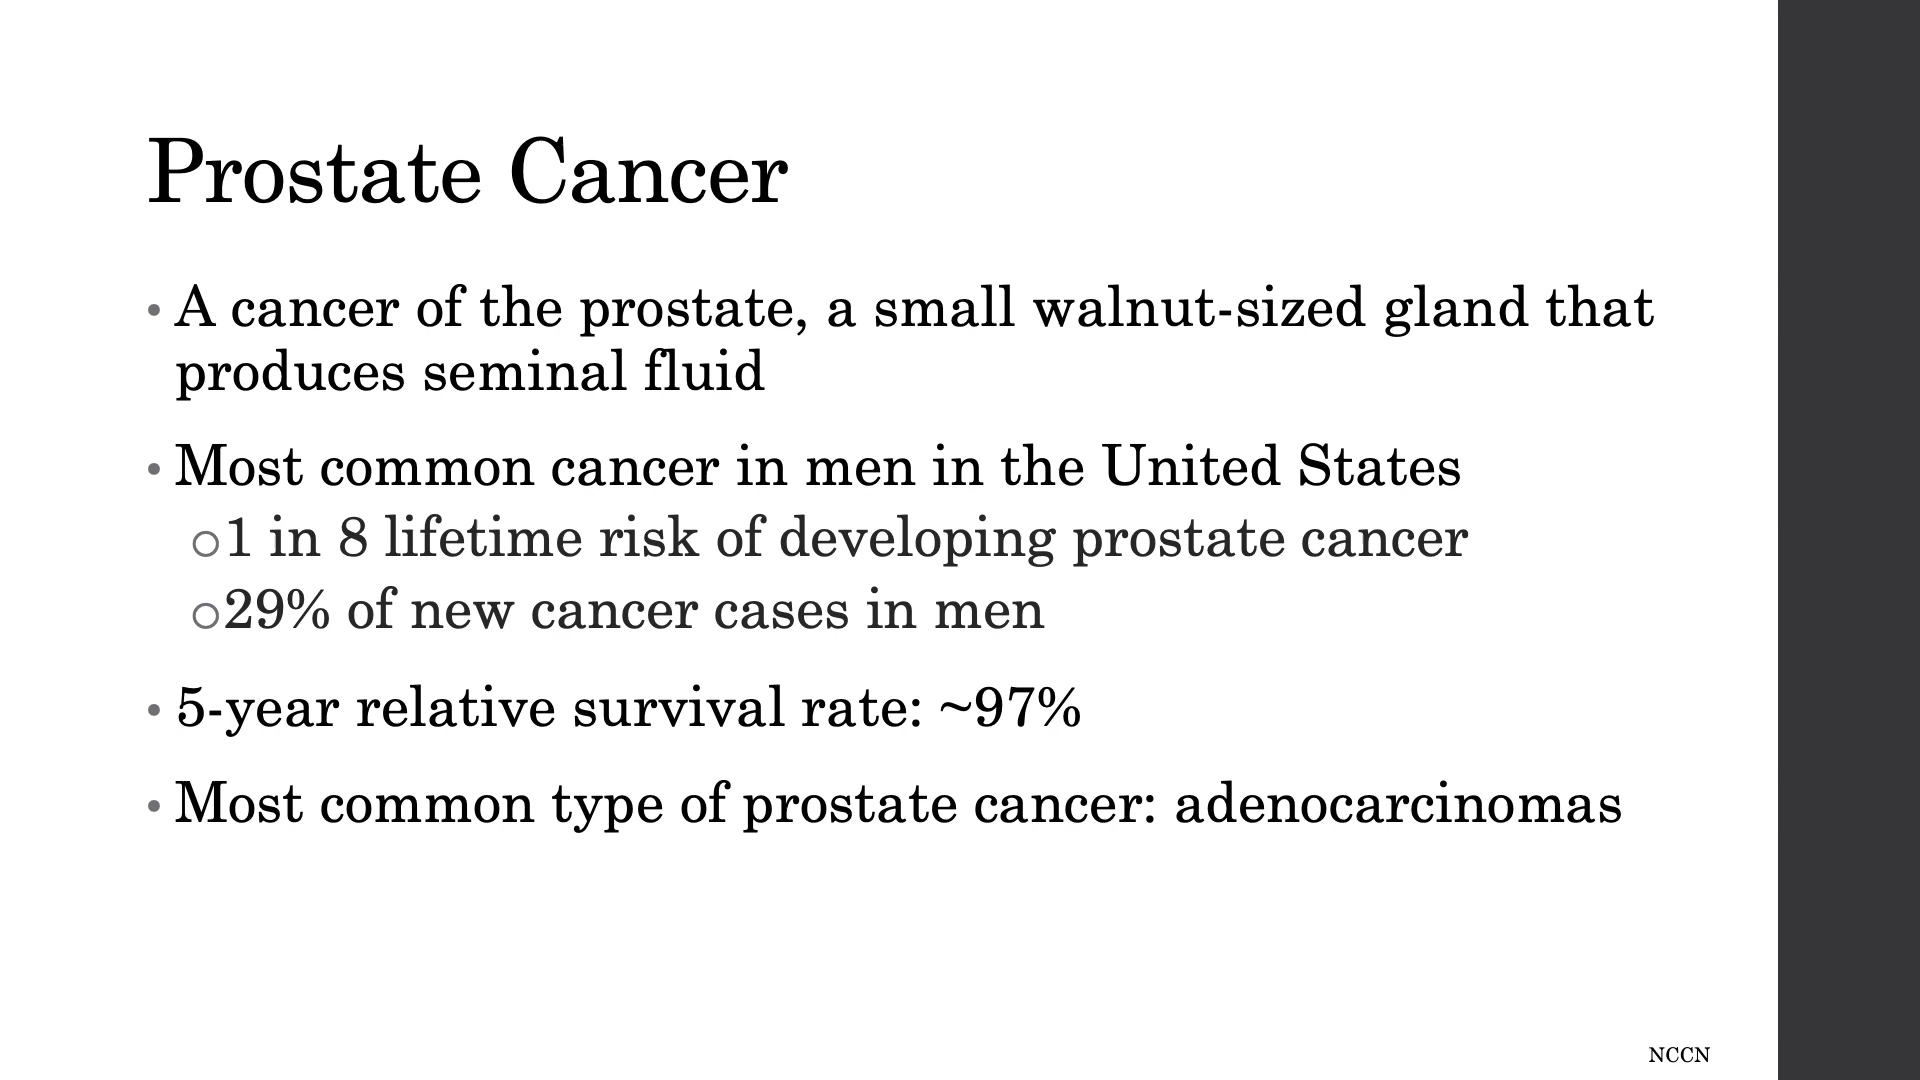 Prostate Cancer
• A cancer of the prostate, a small walnut-sized gland that
produces seminal fluid
• Most common cancer in men in the United States
○1 in 8 lifetime risk of developing prostate cancer
○29% of new cancer cases in men
• 5-year relative survival rate: ~97%
• Most common type of prostate cancer: adenocarcinomas
NCCN